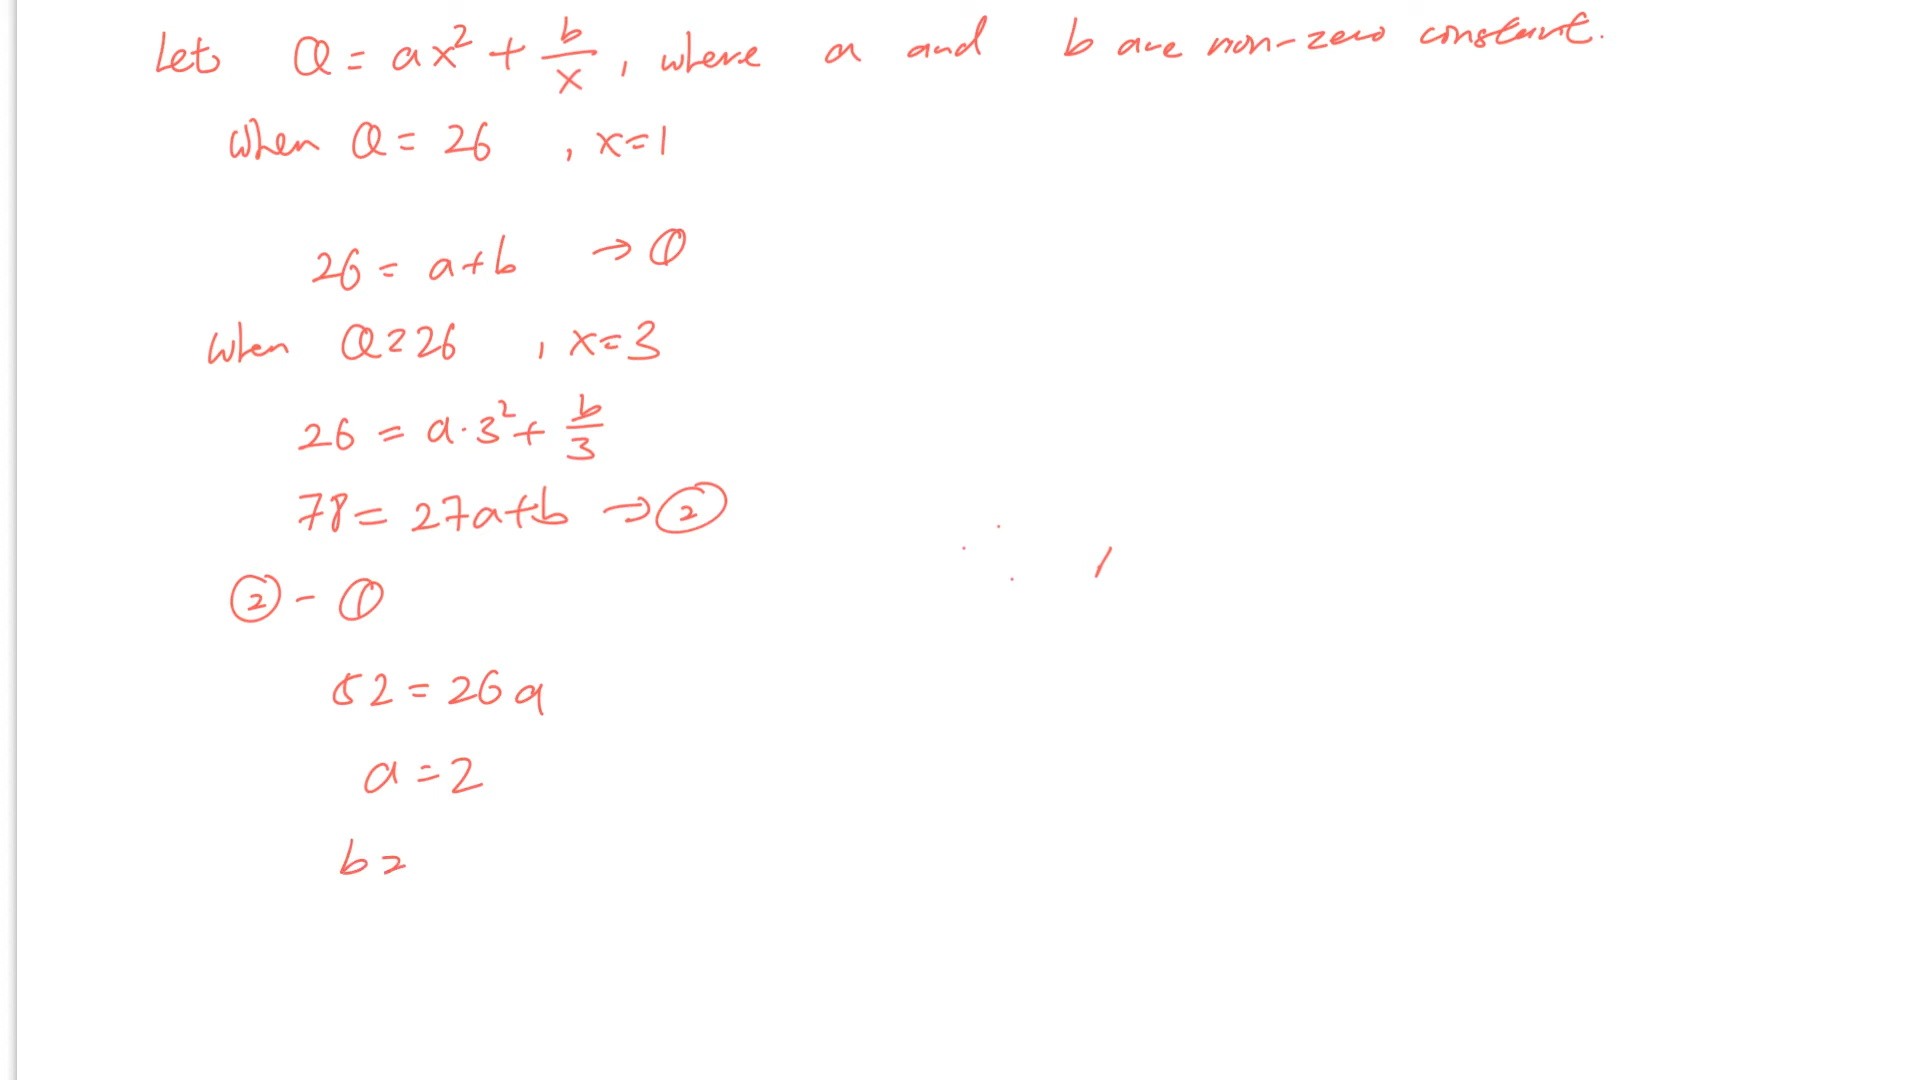 Let Q = ax² + b/x, where a and b are non-zero constant.
When Q = 26, x=1
26 = a+b → ①
When Q=26, x=3
26 = a·3² + b/3
78 = 27a+b → ②
② - ①
52 = 26a
a = 2
b =
∴